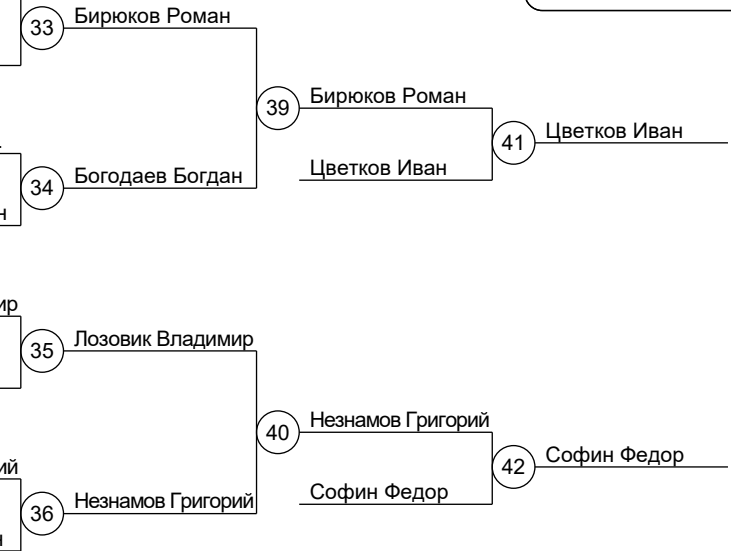 33 Бирюков Роман
39 Бирюков Роман
41 Цветков Иван
Цветков Иван
34 Богодаев Богдан
35 Лозовик Владимир
40 Незнамов Григорий
42 Софин Федор
Софин Федор
36 Незнамов Григорий